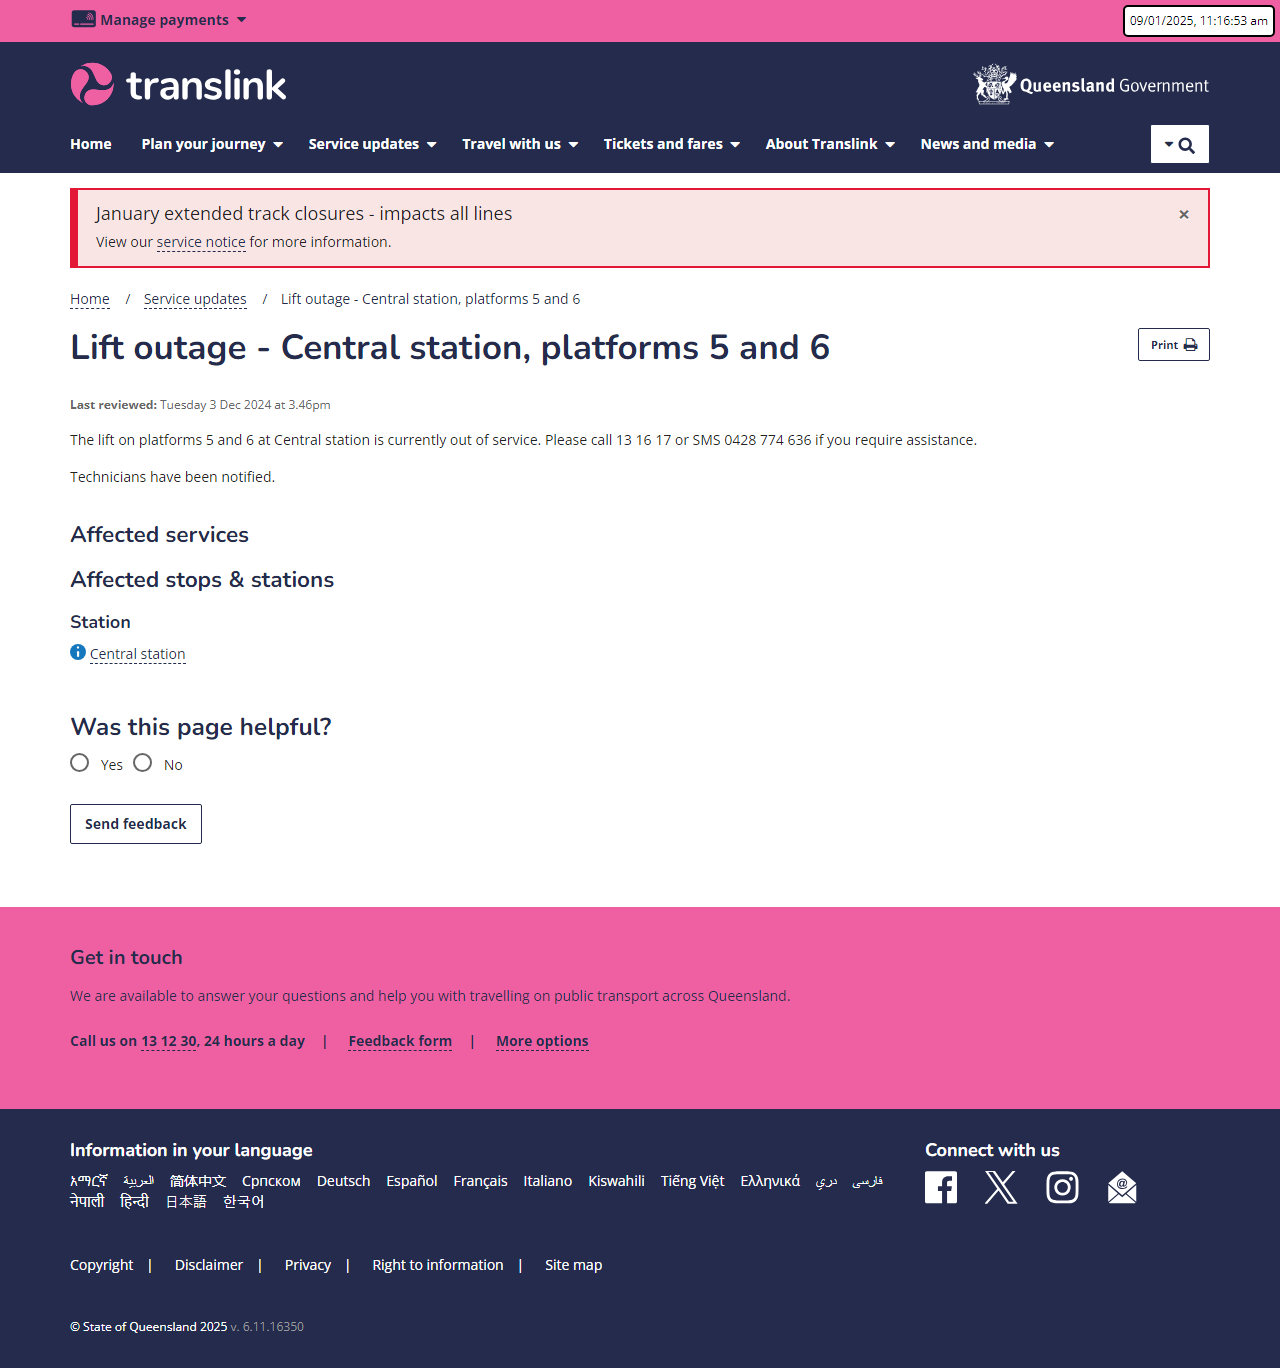 Manage payments
09/01/2025, 11:16:53 am
translink
Queensland Government
Home Plan your journey Service updates Travel with us Tickets and fares About Translink News and media
January extended track closures - impacts all lines
×
View our service notice for more information.
Home / Service updates / Lift outage - Central station, platforms 5 and 6
Lift outage - Central station, platforms 5 and 6
Print
Last reviewed: Tuesday 3 Dec 2024 at 3.46pm
The lift on platforms 5 and 6 at Central station is currently out of service. Please call 13 16 17 or SMS 0428 774 636 if you require assistance.
Technicians have been notified.
Affected services
Affected stops & stations
Station
Central station
Was this page helpful?
Yes No
Send feedback
Get in touch
We are available to answer your questions and help you with travelling on public transport across Queensland.
Call us on 13 12 30, 24 hours a day | Feedback form | More options
Information in your language
አማርኛ العربية 简体中文 Српском Deutsch Español Français Italiano Kiswahili Tiếng Việt Ελληνικά دري فارسی
नेपाली हिन्दी 日本語 한국어
Connect with us
Copyright | Disclaimer | Privacy | Right to information | Site map
© State of Queensland 2025 v. 6.11.16350